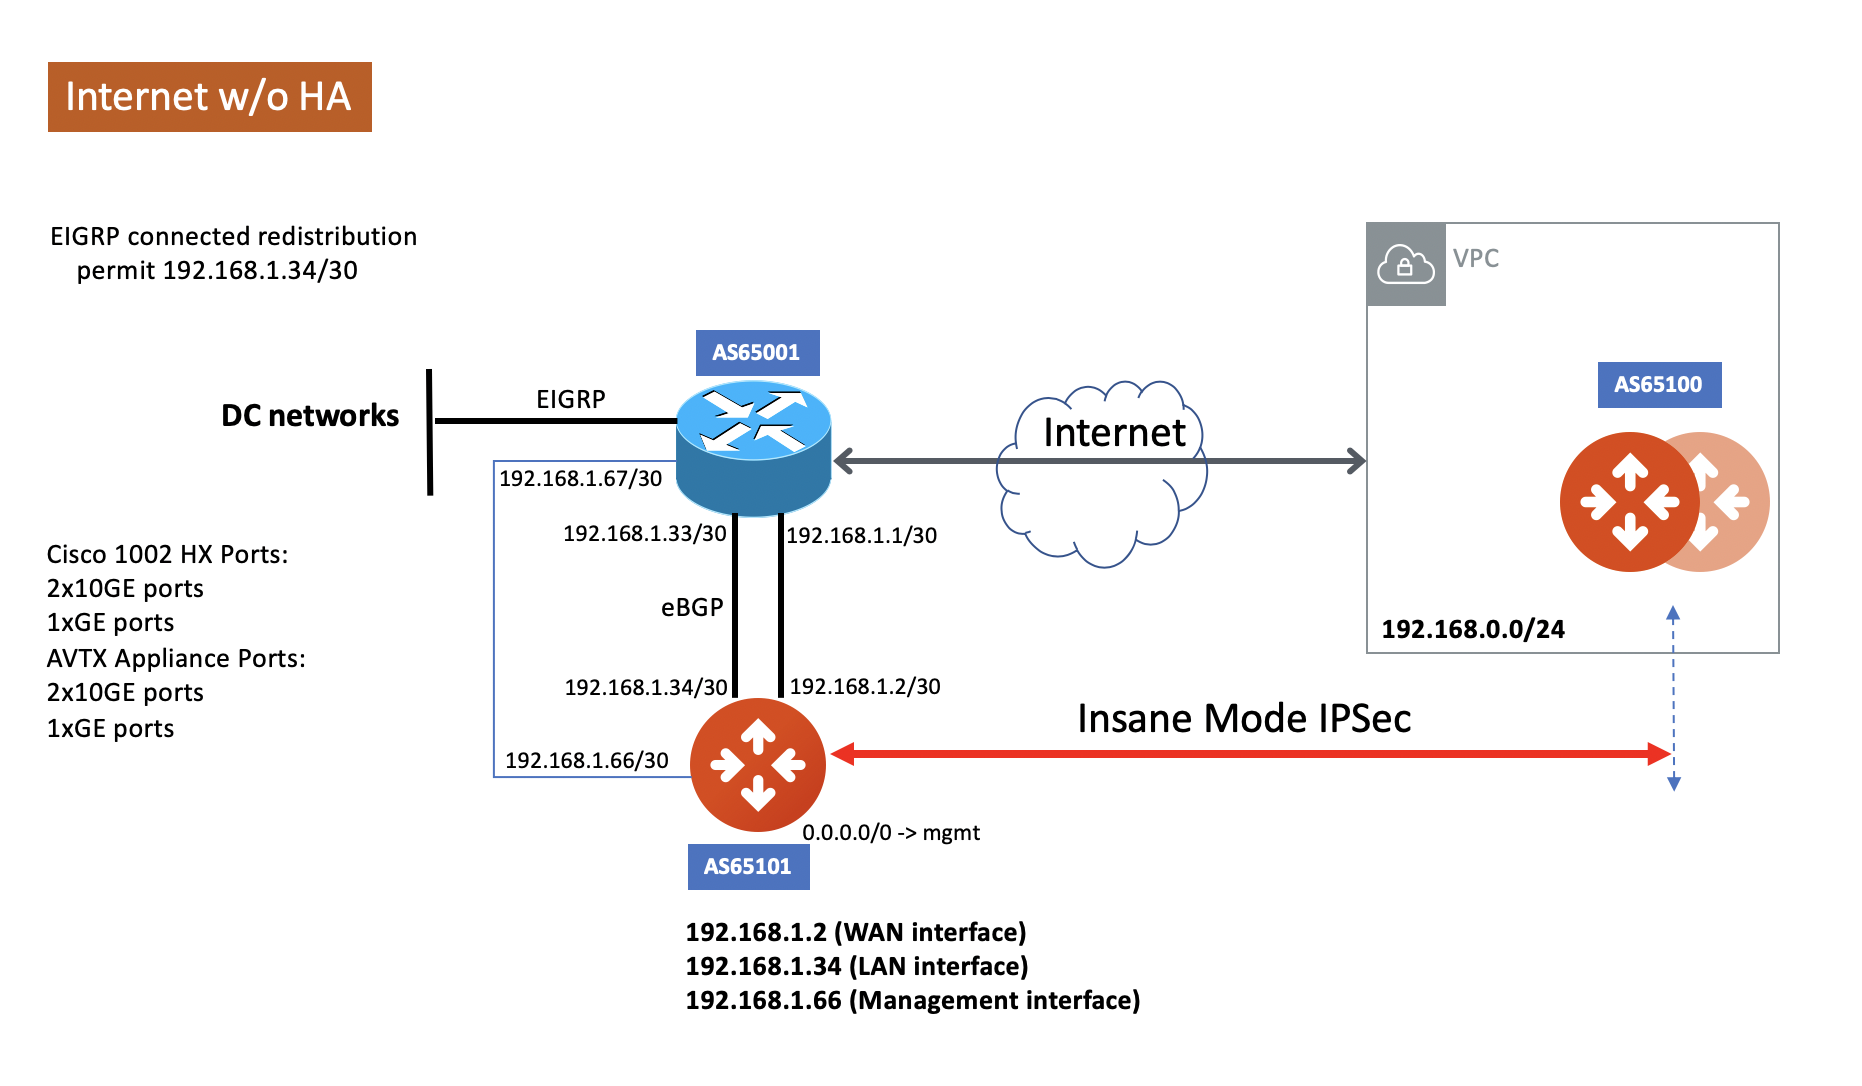 Internet w/o HA
EIGRP connected redistribution
permit 192.168.1.34/30
VPC
AS65001
AS65100
DC networks
EIGRP
Internet
192.168.1.67/30
192.168.1.33/30
192.168.1.1/30
Cisco 1002 HX Ports:
2x10GE ports
1xGE ports
AVTX Appliance Ports:
2x10GE ports
1xGE ports
eBGP
192.168.0.0/24
192.168.1.34/30
192.168.1.2/30
Insane Mode IPSec
192.168.1.66/30
0.0.0.0/0 -> mgmt
AS65101
192.168.1.2 (WAN interface)
192.168.1.34 (LAN interface)
192.168.1.66 (Management interface)